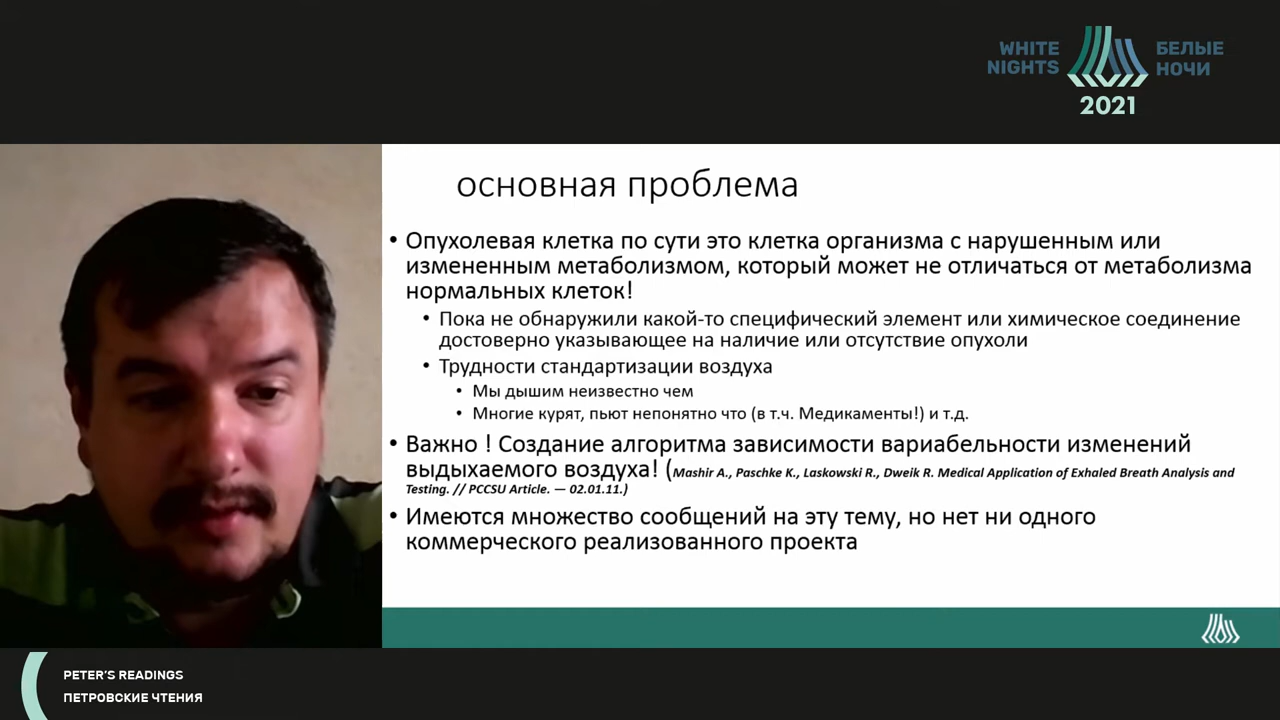 WHITE
NIGHTS
БЕЛЫЕ
НОЧИ
2021
основная проблема
• Опухолевая клетка по сути это клетка организма с нарушенным или
измененным метаболизмом, который может не отличаться от метаболизма
нормальных клеток!
• Пока не обнаружили какой-то специфический элемент или химическое соединение
достоверно указывающее на наличие или отсутствие опухоли
• Трудности стандартизации воздуха
• Мы дышим неизвестно чем
• Многие курят, пьют непонятно что (в т.ч. Медикаменты!) и т.д.
• Важно ! Создание алгоритма зависимости вариабельности изменений
выдыхаемого воздуха! (Mashir A., Paschke K., Laskowski R., Dweik R. Medical Application of Exhaled Breath Analysis and
Testing. // PCCSU Article. — 02.01.11.)
• Имеются множество сообщений на эту тему, но нет ни одного
коммерческого реализованного проекта
PETER'S READINGS
ПЕТРОВСКИЕ ЧТЕНИЯ